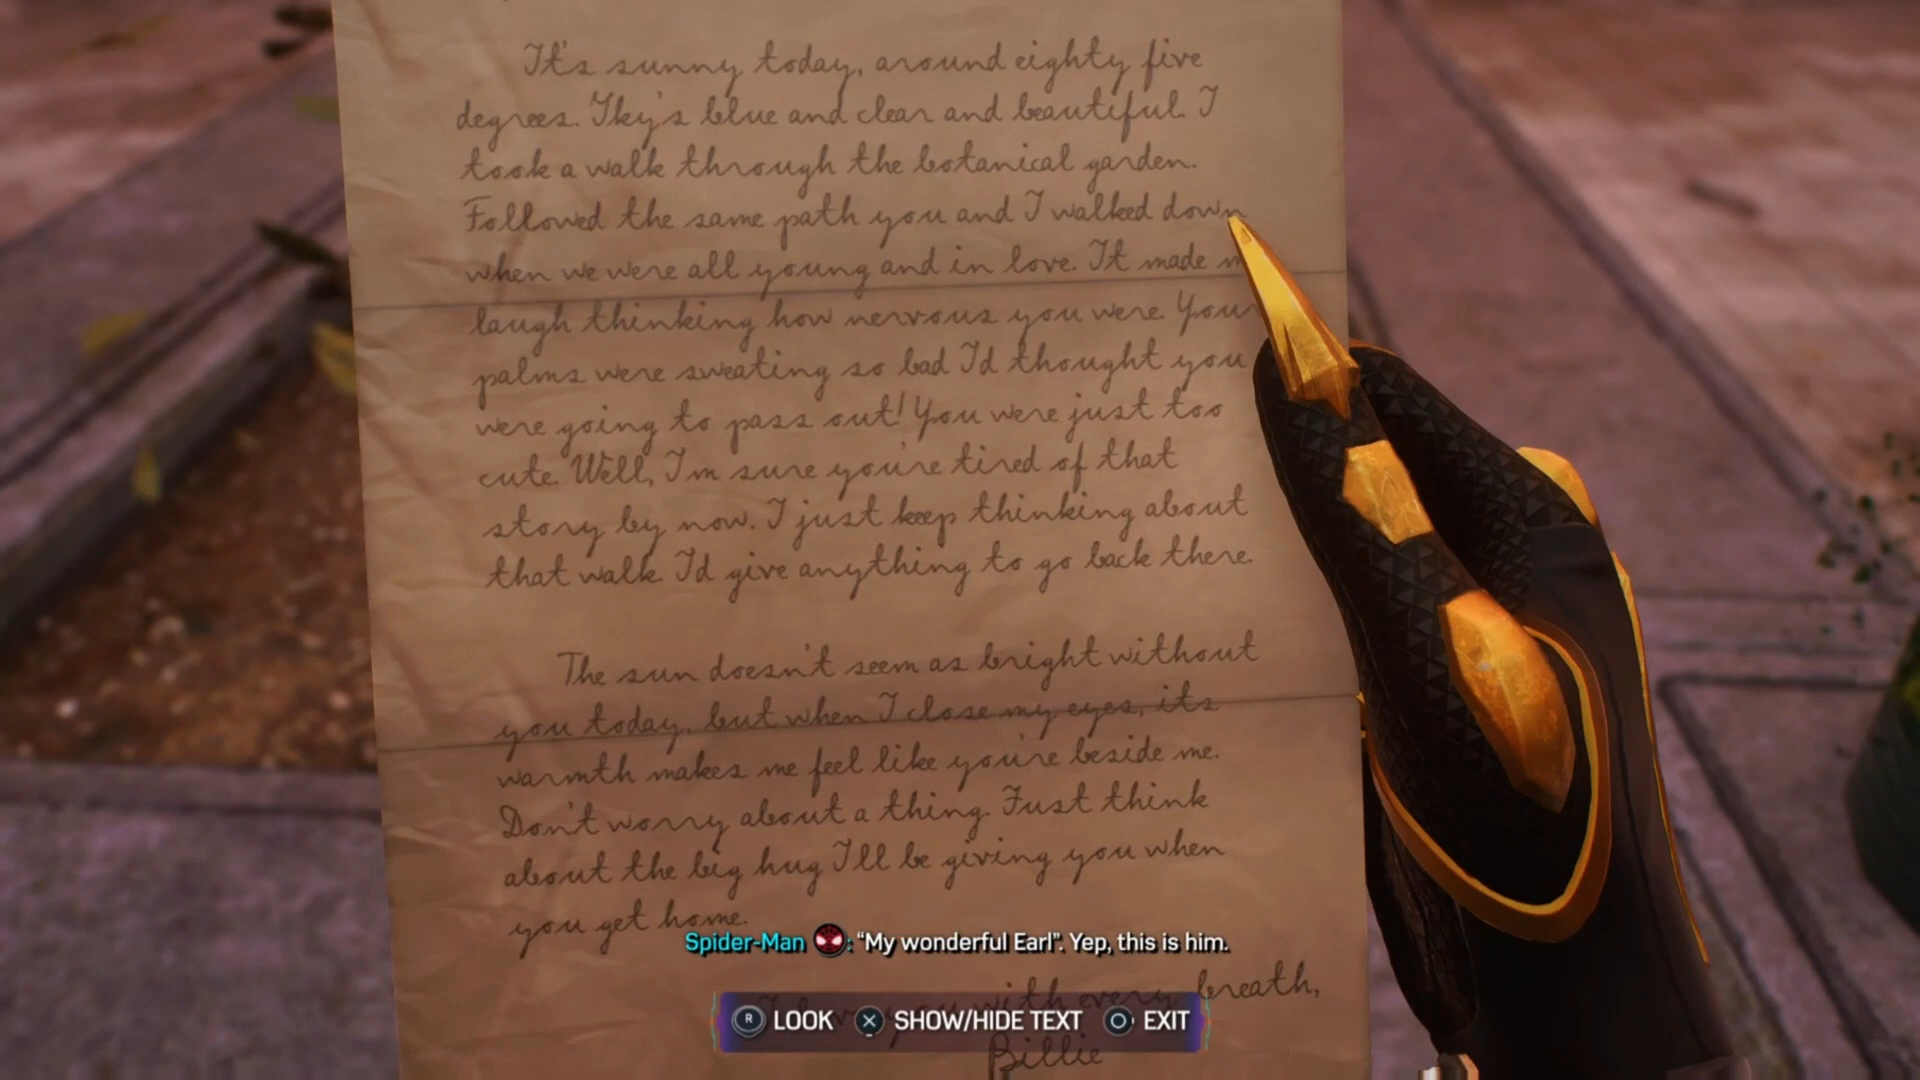 It's sunny today, around eighty five
degrees. Sky's blue and clear and beautiful. I
took a walk through the botanical garden.
Followed the same path you and I walked down
when we were all young and in love. It made
laugh thinking how nervous you were. Your
palms were sweating so bad I'd thought you
were going to pass out! You were just too
cute. Well, I'm sure you're tired of that
story by now. I just keep thinking about
that walk. I'd give anything to go back there.
The sun doesn't seem as bright without
you today, but when I close my eyes, its
warmth makes me feel like you're beside me.
Don't worry about a thing. Just think
about the big hug I'll be giving you when
you get home.
Spider-Man : "My wonderful Earl". Yep, this is him.
you with every breath,
R LOOK SHOW/HIDE TEXT EXIT
Billie